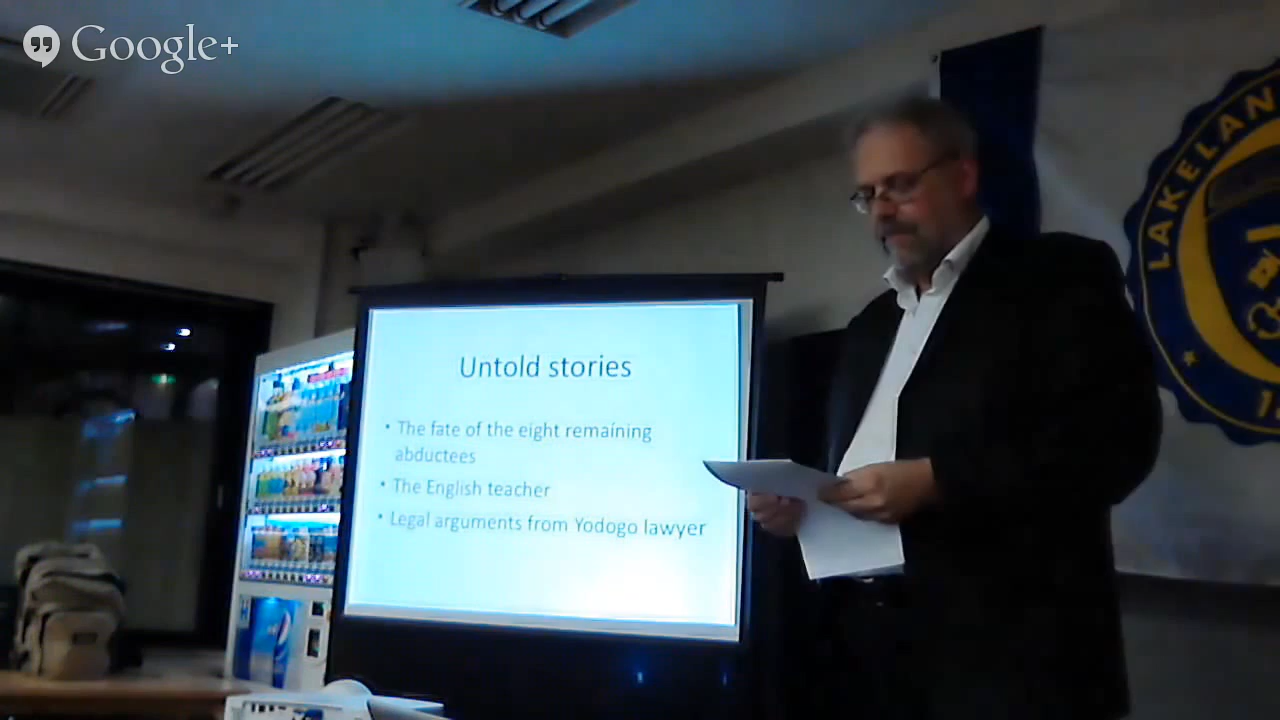 Google+
Untold stories
• The fate of the eight remaining
abductees
• The English teacher
• Legal arguments from Yodogo lawyer
LAKELAN